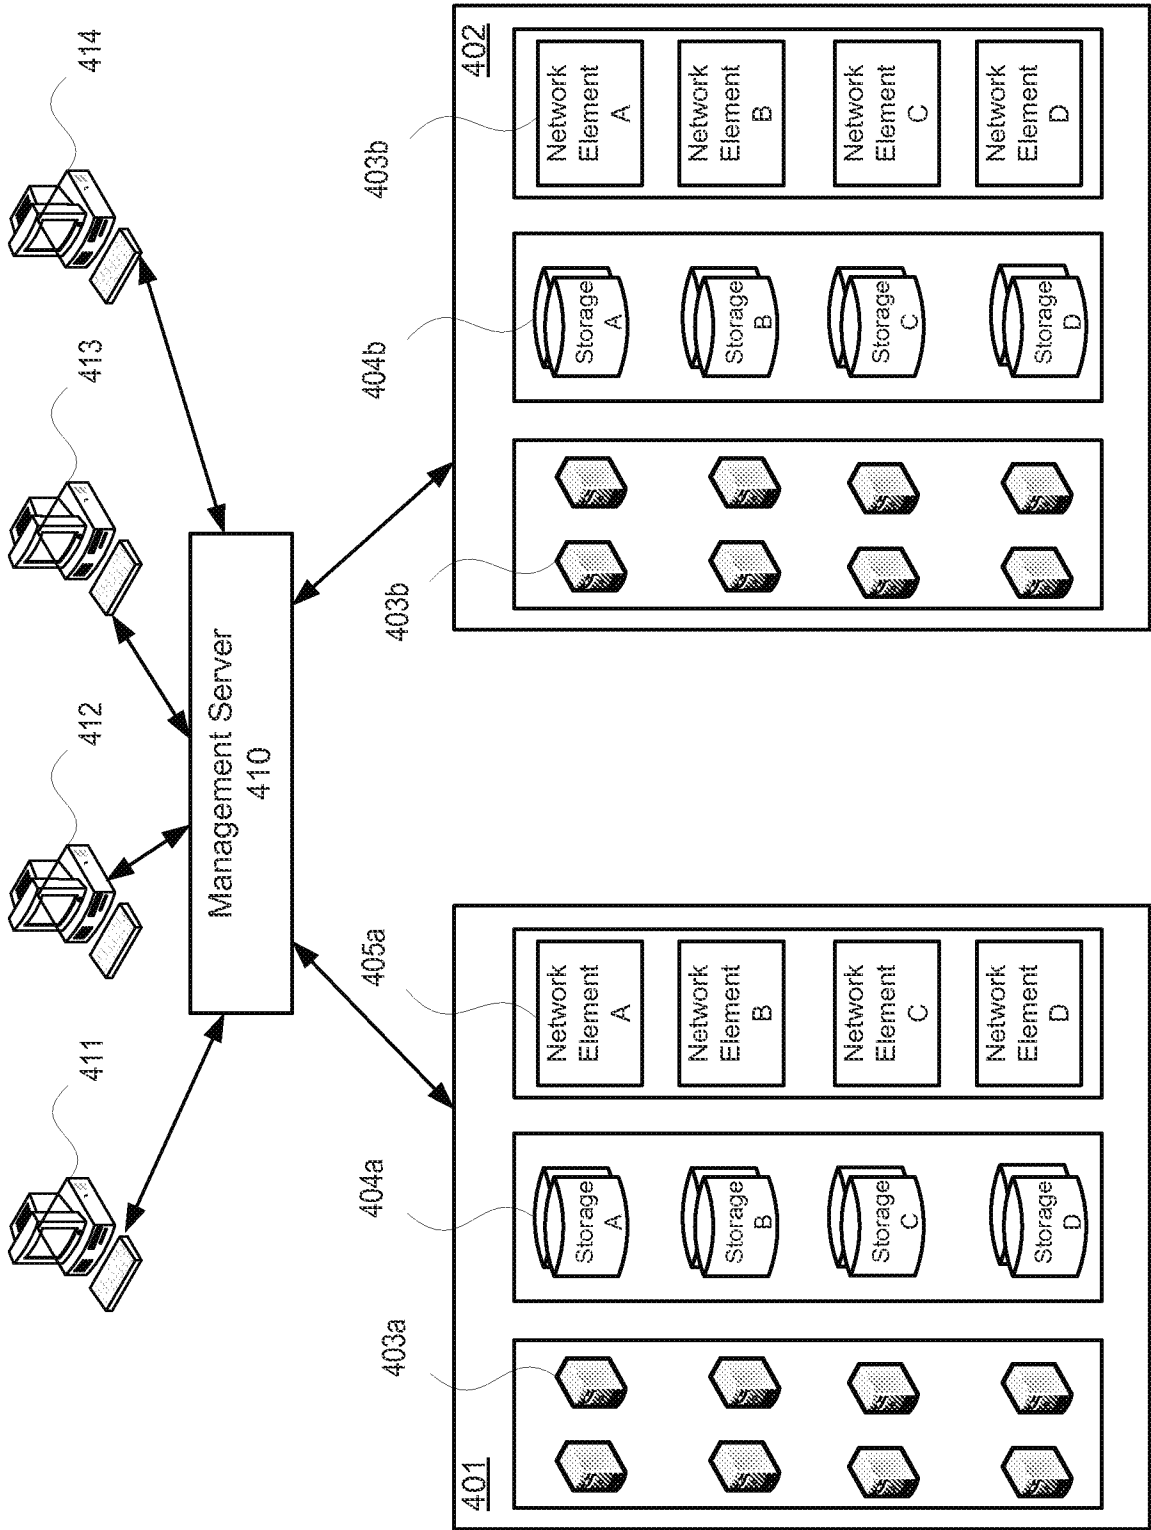 411
412
413
414
Management Server
410
401
403a
404a
405a
Storage
A
Storage
B
Storage
C
Storage
D
Network
Element
A
Network
Element
B
Network
Element
C
Network
Element
D
403b
404b
403b
402
Storage
A
Storage
B
Storage
C
Storage
D
Network
Element
A
Network
Element
B
Network
Element
C
Network
Element
D